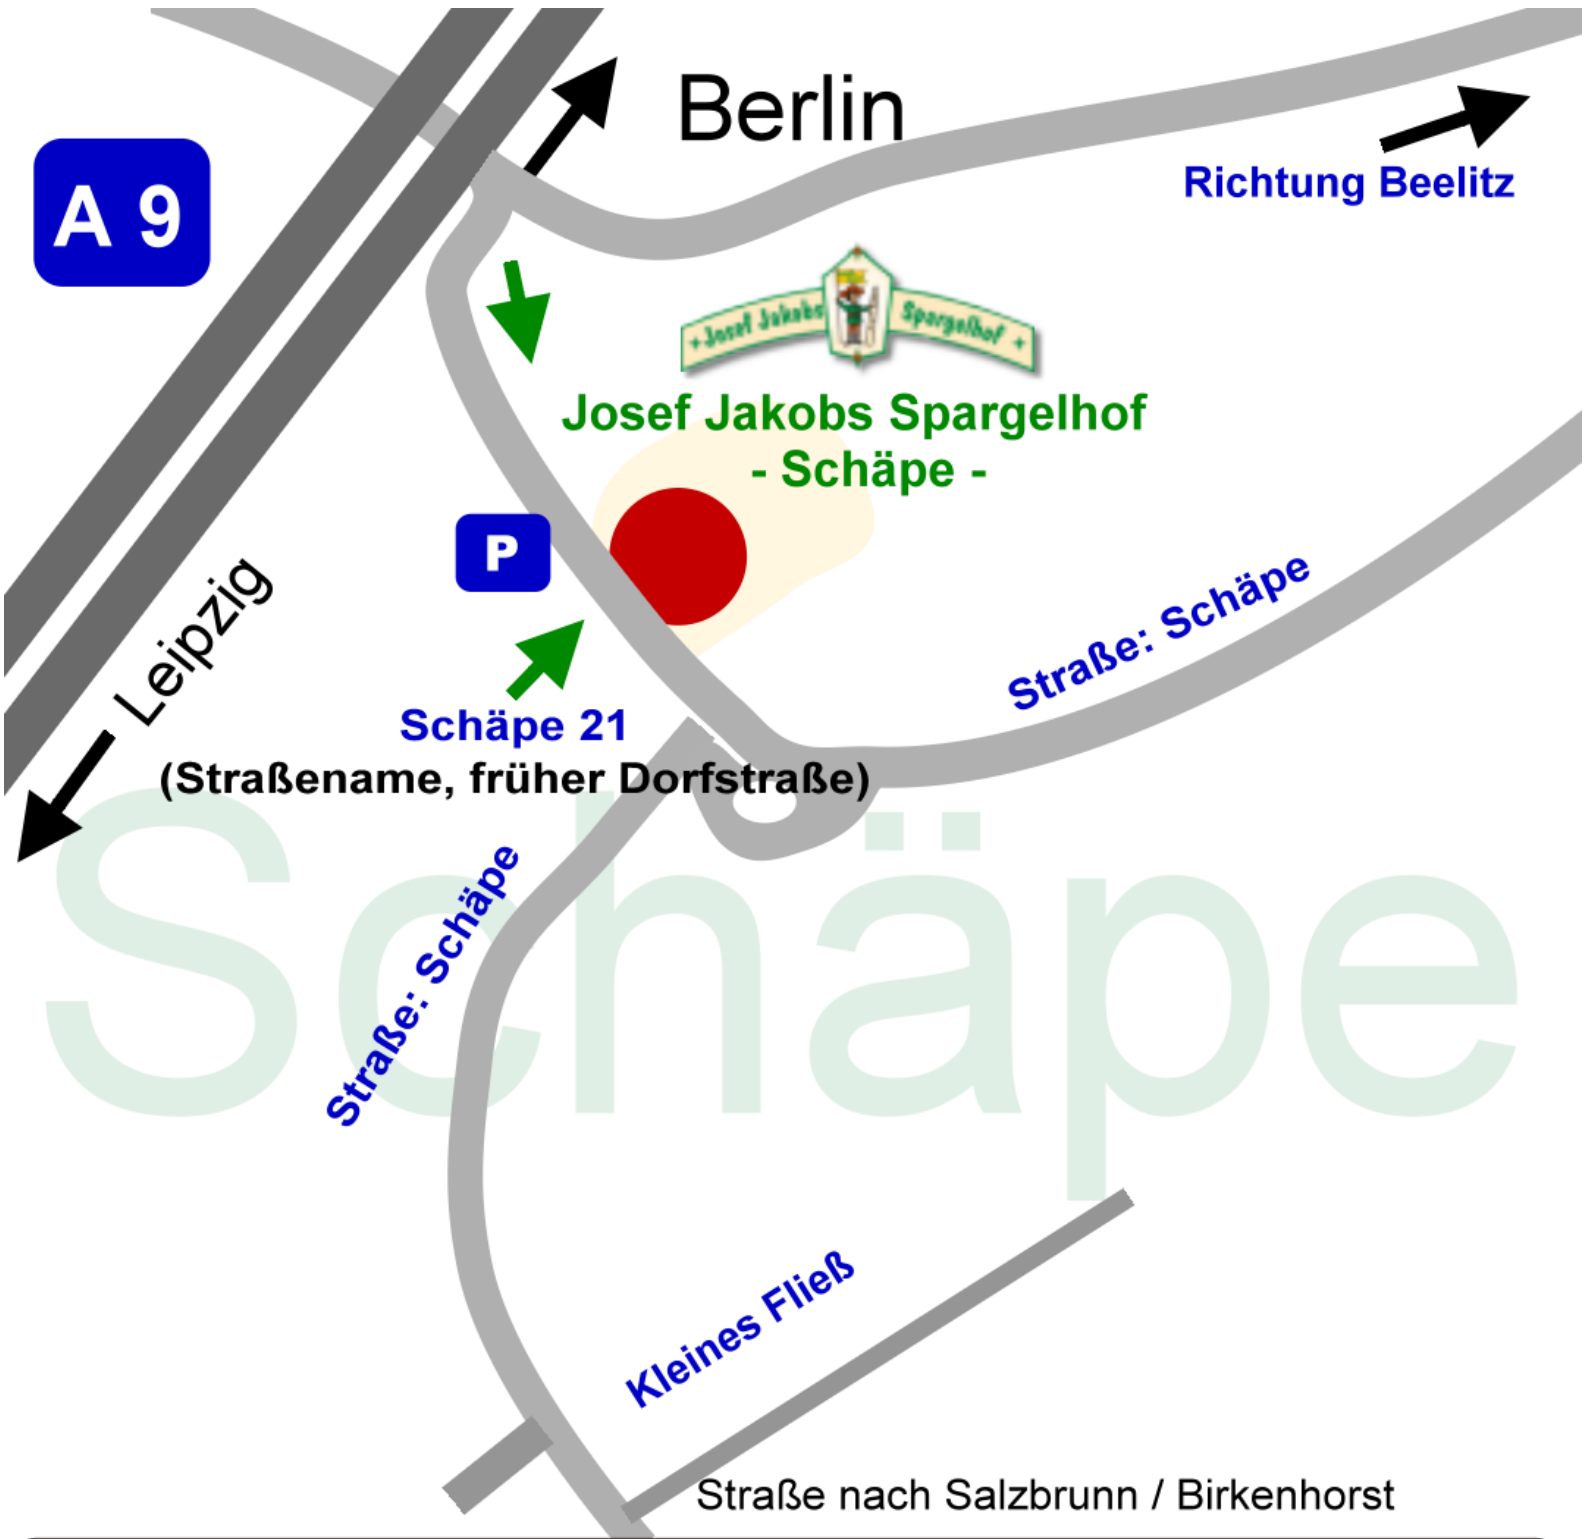 Berlin
A 9
Richtung Beelitz
Josef Jakobs Spargelhof
Josef Jakobs Spargelhof
- Schäpe -
P
Leipzig
Straße: Schäpe
Schäpe 21
(Straßename, früher Dorfstraße)
Schäpe
Straße: Schäpe
Kleines Fließ
Straße nach Salzbrunn / Birkenhorst